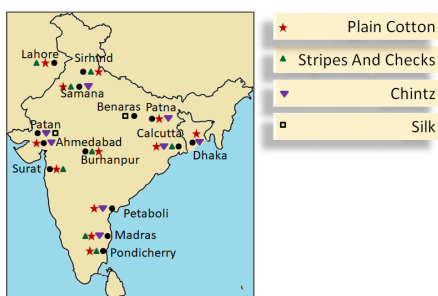 Lahore
Sirhind
Samana
Benaras
Patna
Patan
Calcutta
Ahmedabad
Burhanpur
Dhaka
Surat
Petaboli
Madras
Pondicherry
Plain Cotton
Stripes And Checks
Chintz
Silk